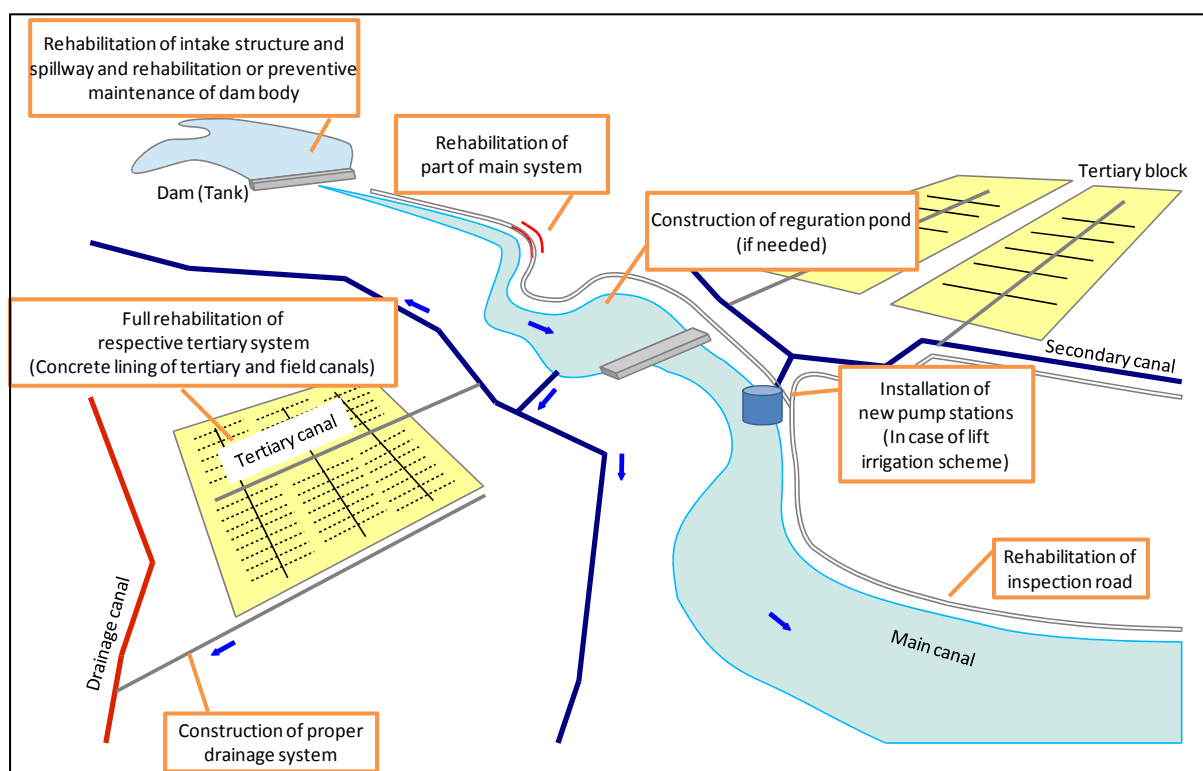 Rehabilitation of intake structure and
spillway and rehabilitation or preventive
maintenance of dam body
Dam (Tank)
Rehabilitation of
part of main system
Tertiary block
Construction of reguration pond
(if needed)
Full rehabilitation of
respective tertiary system
(Concrete lining of tertiary and field canals)
Secondary canal
Installation of
new pump stations
(In case of lift
irrigation scheme)
Tertiary canal
Rehabilitation of
inspection road
Drainage canal
Main canal
Construction of proper
drainage system